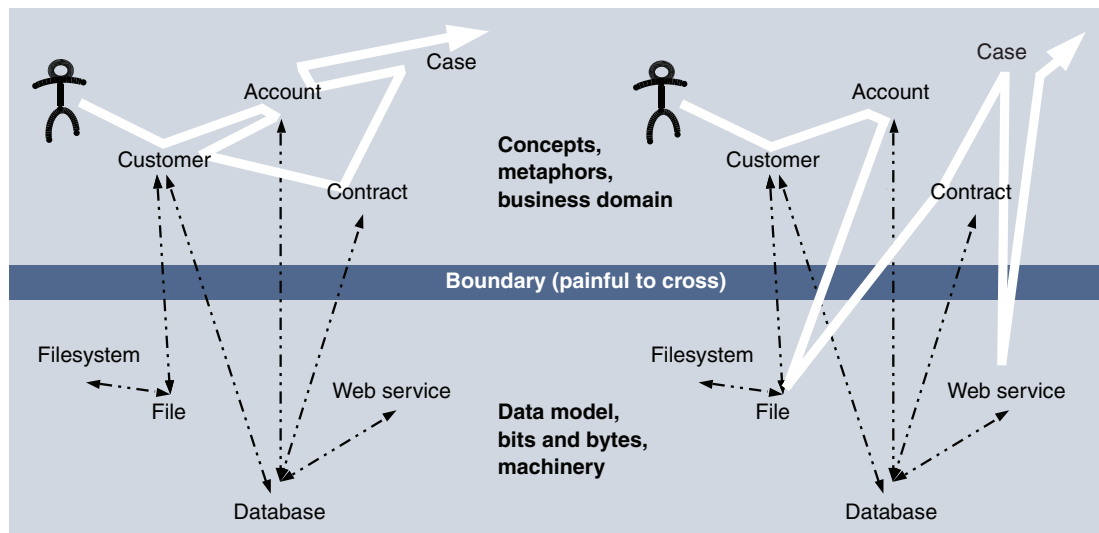 Case
Account
Customer
Contract
Concepts,
metaphors,
business domain
Case
Account
Customer
Contract
Boundary (painful to cross)
Filesystem
File
Web service
Database
Data model,
bits and bytes,
machinery
Filesystem
File
Web service
Database